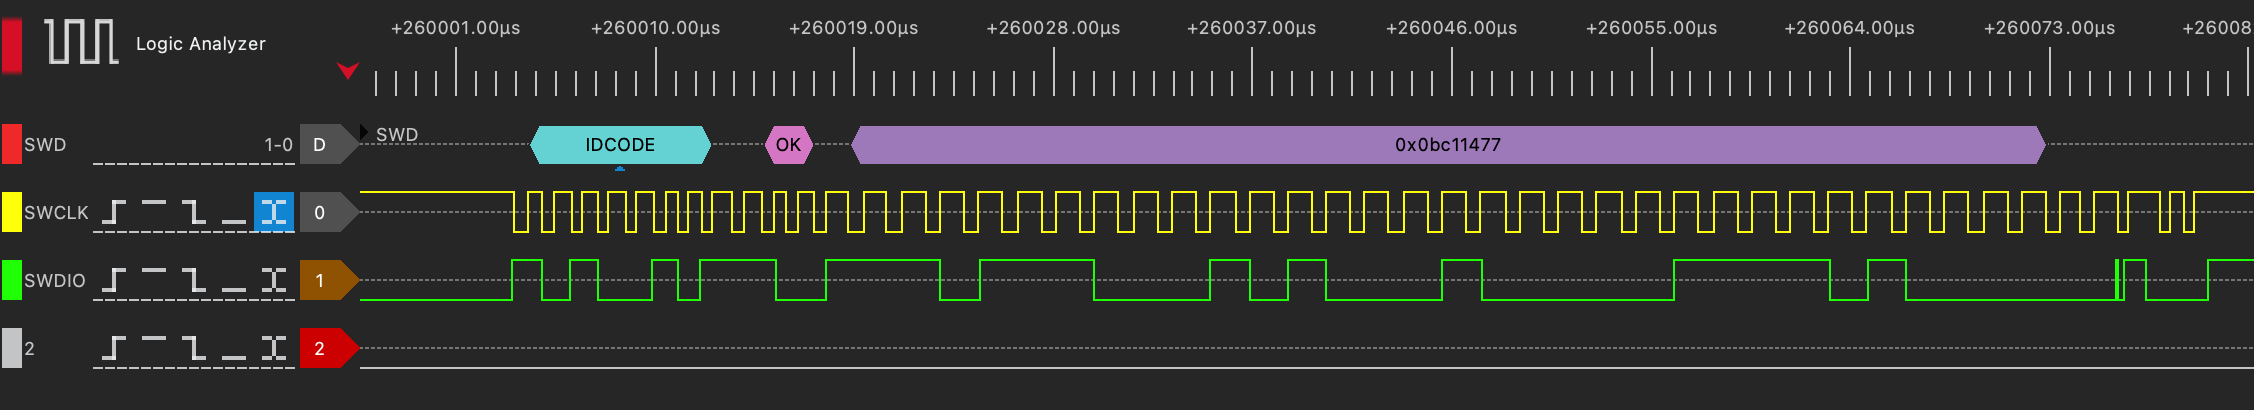 +260001.00µs +260010.00µs +260019.00µs +260028.00µs +260037.00µs +260046.00µs +260055.00µs +260064.00µs +260073.00µs +26008
Logic Analyzer
SWD 1-0 D SWD IDCODE OK 0x0bc11477
SWCLK 0
SWDIO 1
2 2